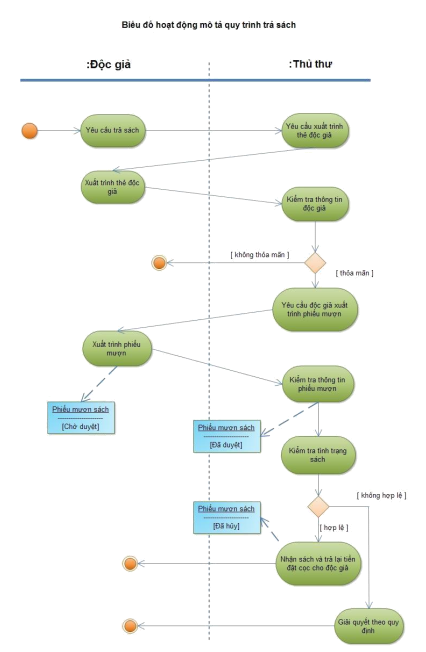 Biểu đồ hoạt động mô tả quy trình trả sách
:Độc giả
:Thủ thư
Yêu cầu trả sách
Yêu cầu xuất trình
thẻ độc giả
Xuất trình thẻ độc
giả
Kiểm tra thông tin
độc giả
[ không thỏa mãn ]
[ thỏa mãn ]
Yêu cầu độc giả xuất
trình phiếu mượn
Xuất trình phiếu
mượn
Kiểm tra thông tin
phiếu mượn
Phiếu mượn sách
--------------------
[Chờ duyệt]
Phiếu mượn sách
--------------------
[Đã duyệt]
Kiểm tra tình trạng
sách
[ không hợp lệ ]
Phiếu mượn sách
--------------------
[Đã hủy]
[ hợp lệ ]
Nhận sách và trả lại tiền
đặt cọc cho độc giả
Giải quyết theo quy
định